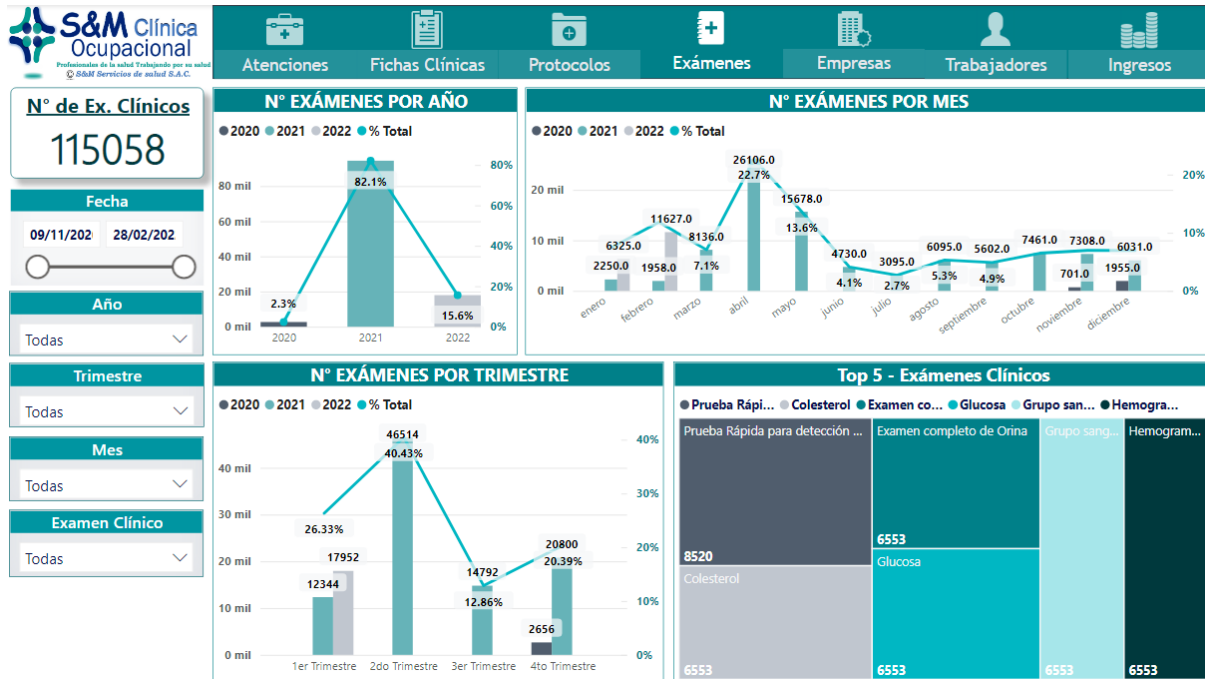 S&M Clínica
Ocupacional
Profesionales de la salud Trabajando por su salud
© S&M Servicios de salud S.A.C.
Atenciones
Fichas Clínicas
Protocolos
Exámenes
Empresas
Trabajadores
Ingresos
N° de Ex. Clínicos
115058
Fecha
09/11/202 28/02/202
Año
Todas
Trimestre
Todas
Mes
Todas
Examen Clínico
Todas
N° EXÁMENES POR AÑO
2020 2021 2022 % Total
80 mil
60 mil
40 mil
20 mil
0 mil
80%
60%
40%
20%
0%
2.3%
82.1%
15.6%
2020 2021 2022
N° EXÁMENES POR MES
2020 2021 2022 % Total
20 mil
10 mil
0 mil
20%
10%
0%
6325.0
2250.0
11627.0
1958.0
8136.0
7.1%
26106.0
22.7%
15678.0
13.6%
4730.0
4.1%
3095.0
2.7%
6095.0
5.3%
5602.0
4.9%
7461.0
7308.0
701.0
6031.0
1955.0
enero febrero marzo abril mayo junio julio agosto septiembre octubre noviembre diciembre
N° EXÁMENES POR TRIMESTRE
2020 2021 2022 % Total
40 mil
30 mil
20 mil
10 mil
0 mil
40%
30%
20%
10%
0%
26.33%
17952
12344
46514
40.43%
14792
12.86%
20800
20.39%
2656
1er Trimestre 2do Trimestre 3er Trimestre 4to Trimestre
Top 5 - Exámenes Clínicos
Prueba Rápi... Colesterol Examen co... Glucosa Grupo san... Hemogra...
Prueba Rápida para detección ...
8520
Colesterol
6553
Examen completo de Orina
6553
Glucosa
6553
Grupo sang...
6553
Hemogram...
6553